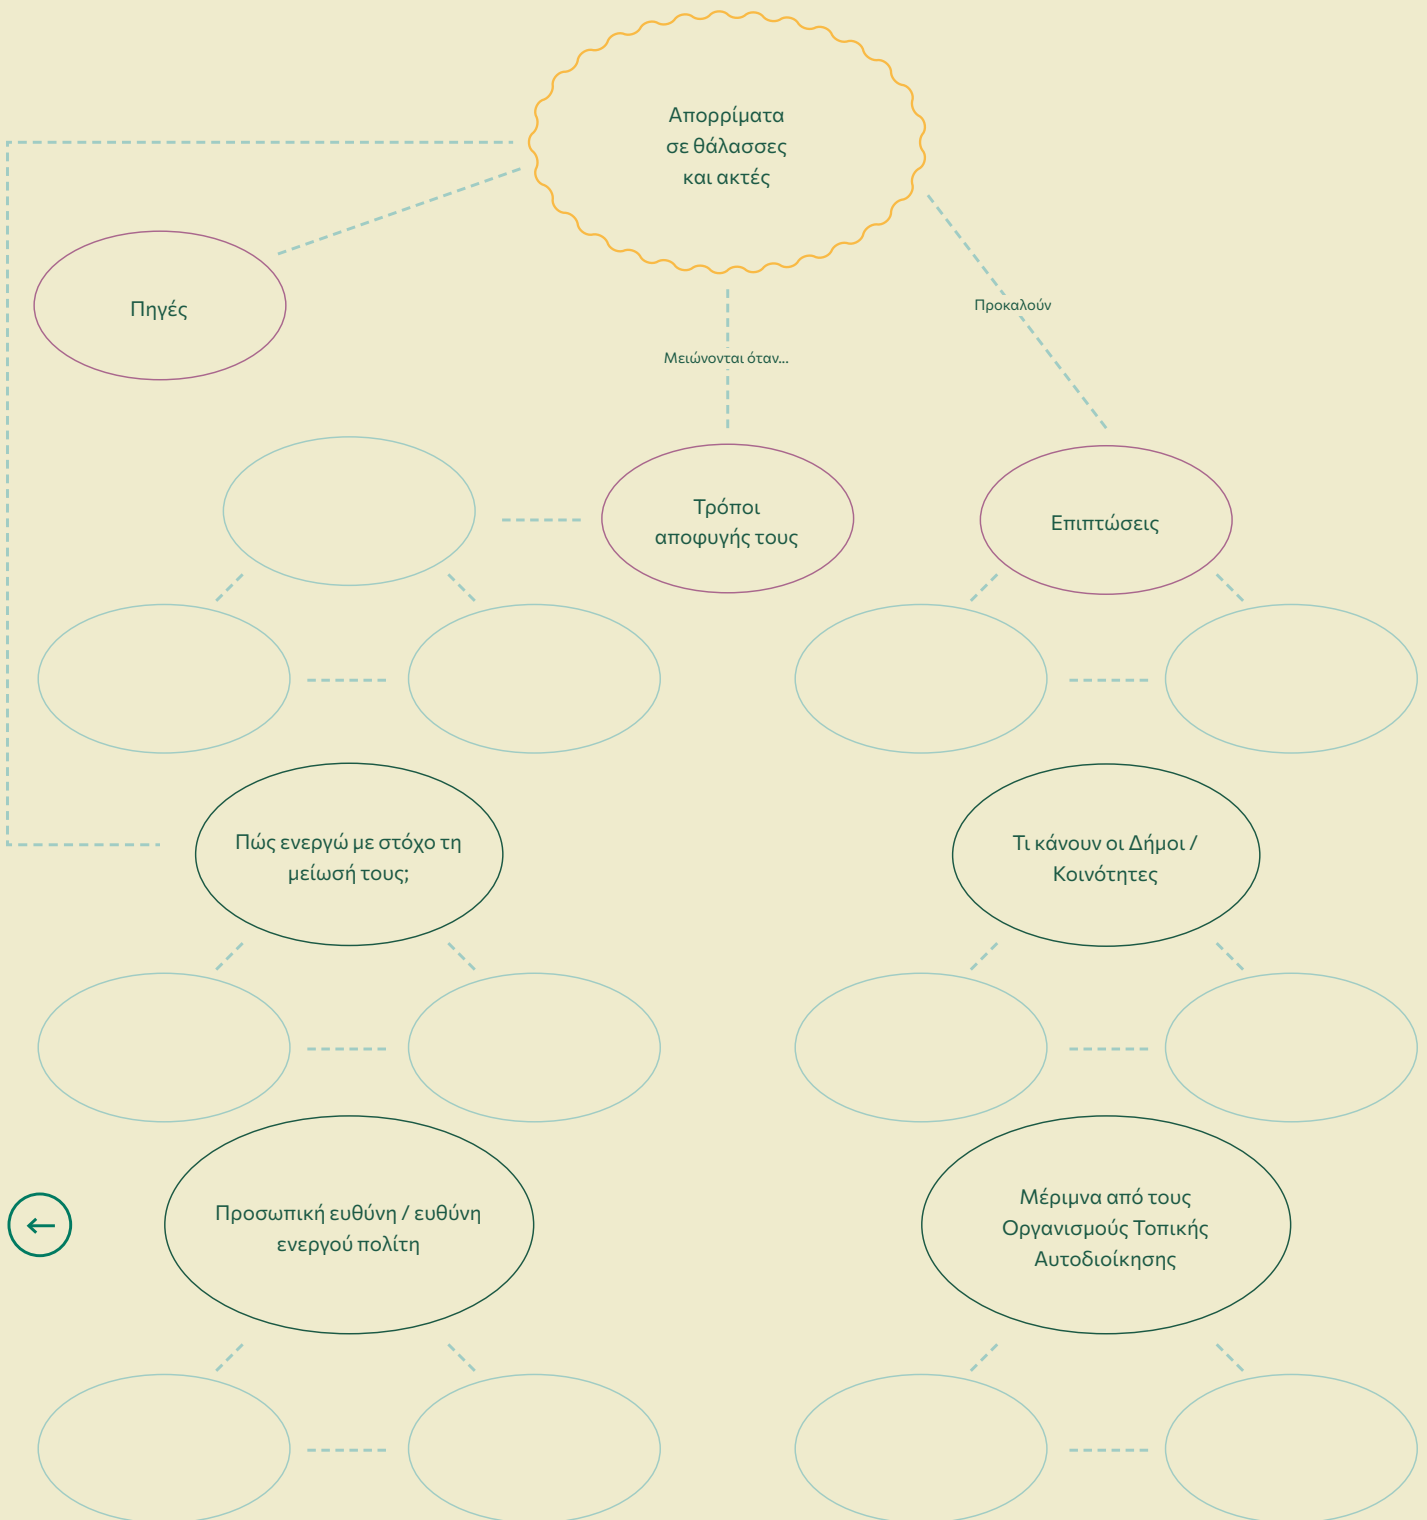 Απορρίματα
σε θάλασσες
και ακτές
Πηγές
Προκαλούν
Μειώνονται όταν...
Τρόποι
αποφυγής τους
Επιπτώσεις
Πώς ενεργώ με στόχο τη
μείωσή τους;
Τι κάνουν οι Δήμοι /
Κοινότητες
Προσωπική ευθύνη / ευθύνη
ενεργού πολίτη
Μέριμνα από τους
Οργανισμούς Τοπικής
Αυτοδιοίκησης